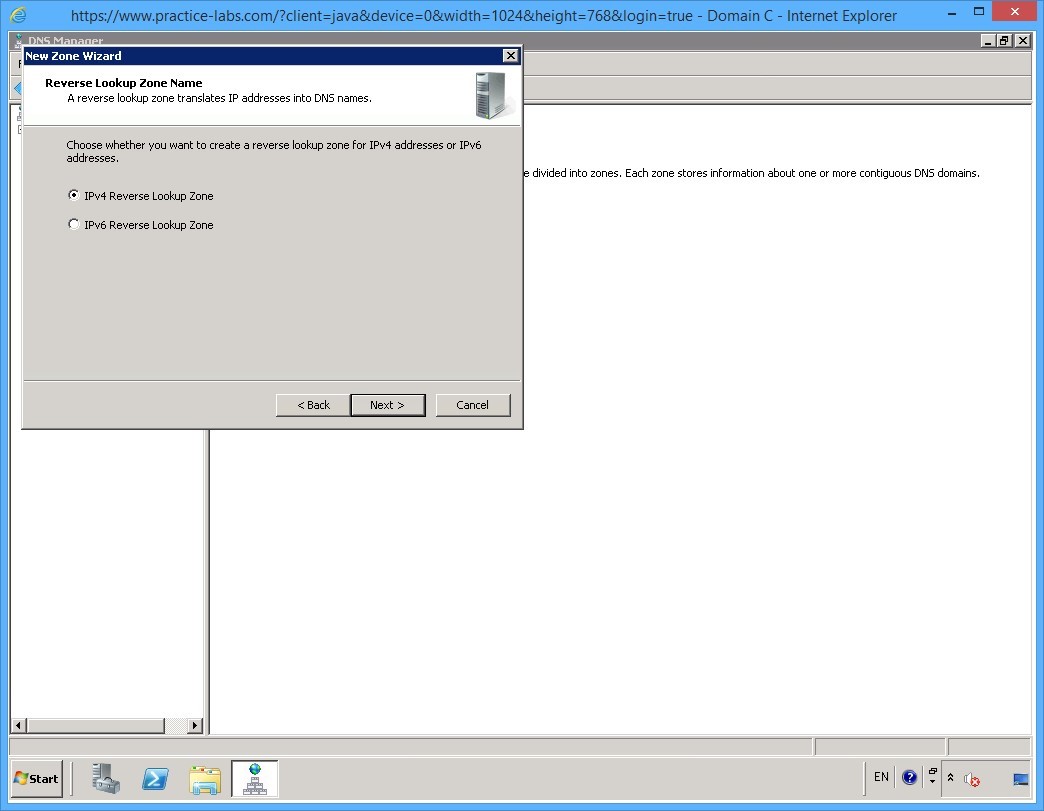 https://www.practice-labs.com/?client=java&device=0&width=1024&height=768&login=true - Domain C - Internet Explorer
DNS Manager
New Zone Wizard
Reverse Lookup Zone Name
A reverse lookup zone translates IP addresses into DNS names.
Choose whether you want to create a reverse lookup zone for IPv4 addresses or IPv6
addresses.
e divided into zones. Each zone stores information about one or more contiguous DNS domains.
IPv4 Reverse Lookup Zone
IPv6 Reverse Lookup Zone
< Back
Next >
Cancel
Start
EN